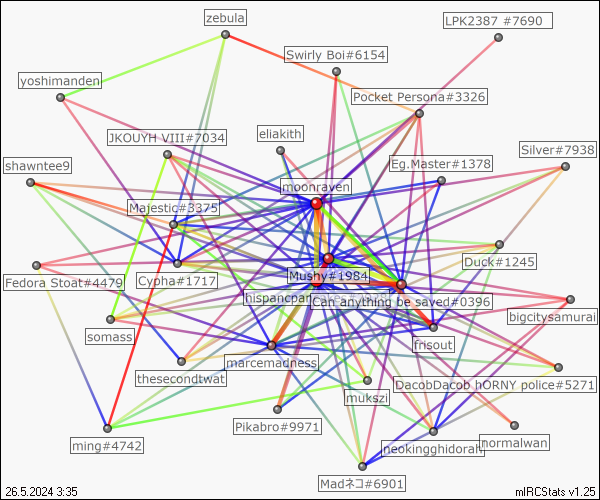 zebula
LPK2387 #7690
Swirly Boi#6154
yoshimanden
Pocket Persona#3326
JKOUYH VIII#7034
eliakith
Silver#7938
shawntee9
Eg.Master#1378
moonraven
Majestic#3375
Duck#1245
Mushy#1984
Fedora Stoat#4479
Cypha#1717
hispancpan
Can anything be saved#0396
bigcitysamurai
somass
frisout
marcemadness
thesecondtwat
DacobDacob hORNY police#5271
mukszi
Pikabro#9971
ming#4742
neokingghidorah
normalwan
Madネコ#6901
26.5.2024 3:35
mIRCStats v1.25